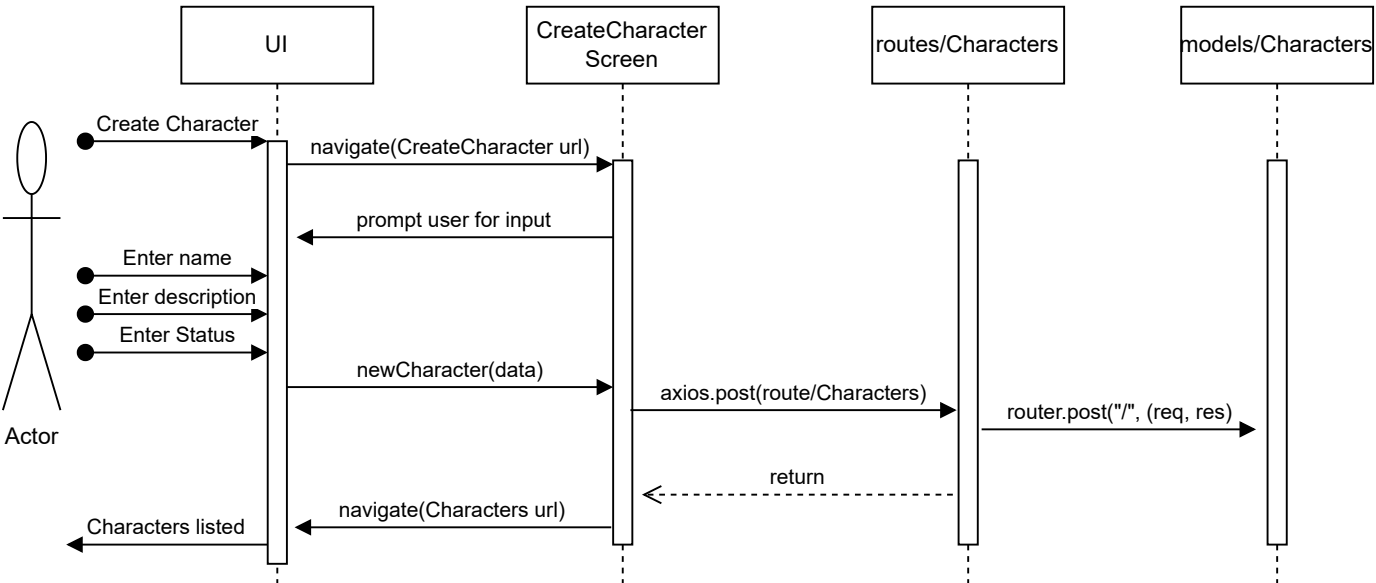 UI
CreateCharacter
Screen
routes/Characters
models/Characters
Create Character
navigate(CreateCharacter url)
prompt user for input
Enter name
Enter description
Enter Status
newCharacter(data)
axios.post(route/Characters)
router.post("/", (req, res)
Actor
return
navigate(Characters url)
Characters listed